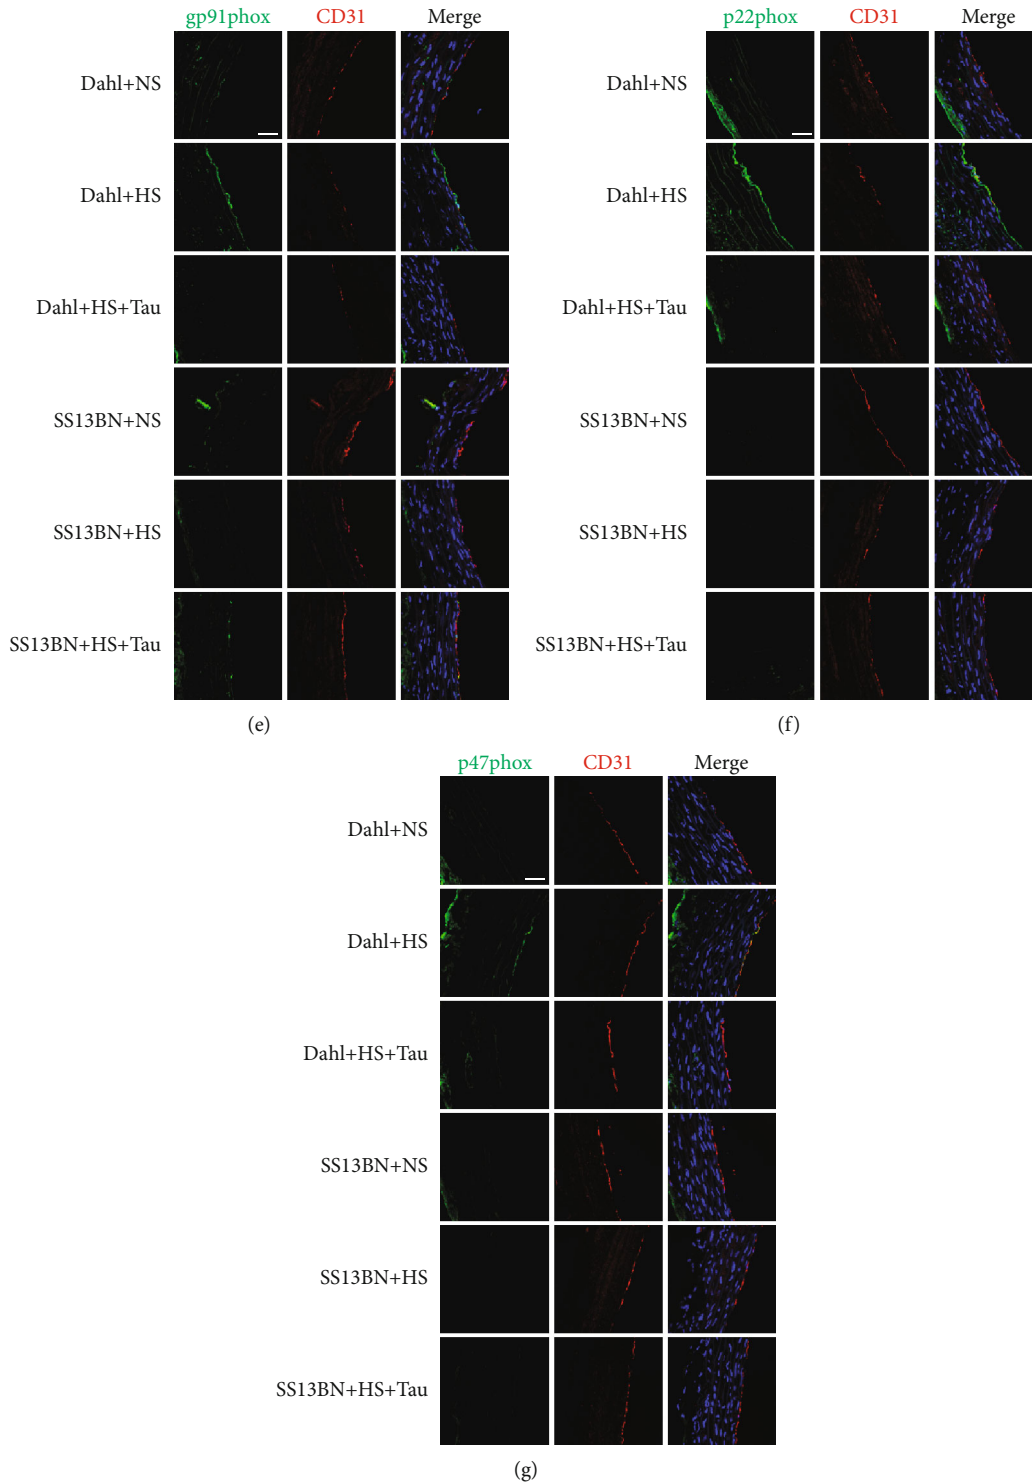 gp91phox CD31 Merge
Dahl+NS
Dahl+HS
Dahl+HS+Tau
SS13BN+NS
SS13BN+HS
SS13BN+HS+Tau
(e)
p22phox CD31 Merge
Dahl+NS
Dahl+HS
Dahl+HS+Tau
SS13BN+NS
SS13BN+HS
SS13BN+HS+Tau
(f)
p47phox CD31 Merge
Dahl+NS
Dahl+HS
Dahl+HS+Tau
SS13BN+NS
SS13BN+HS
SS13BN+HS+Tau
(g)